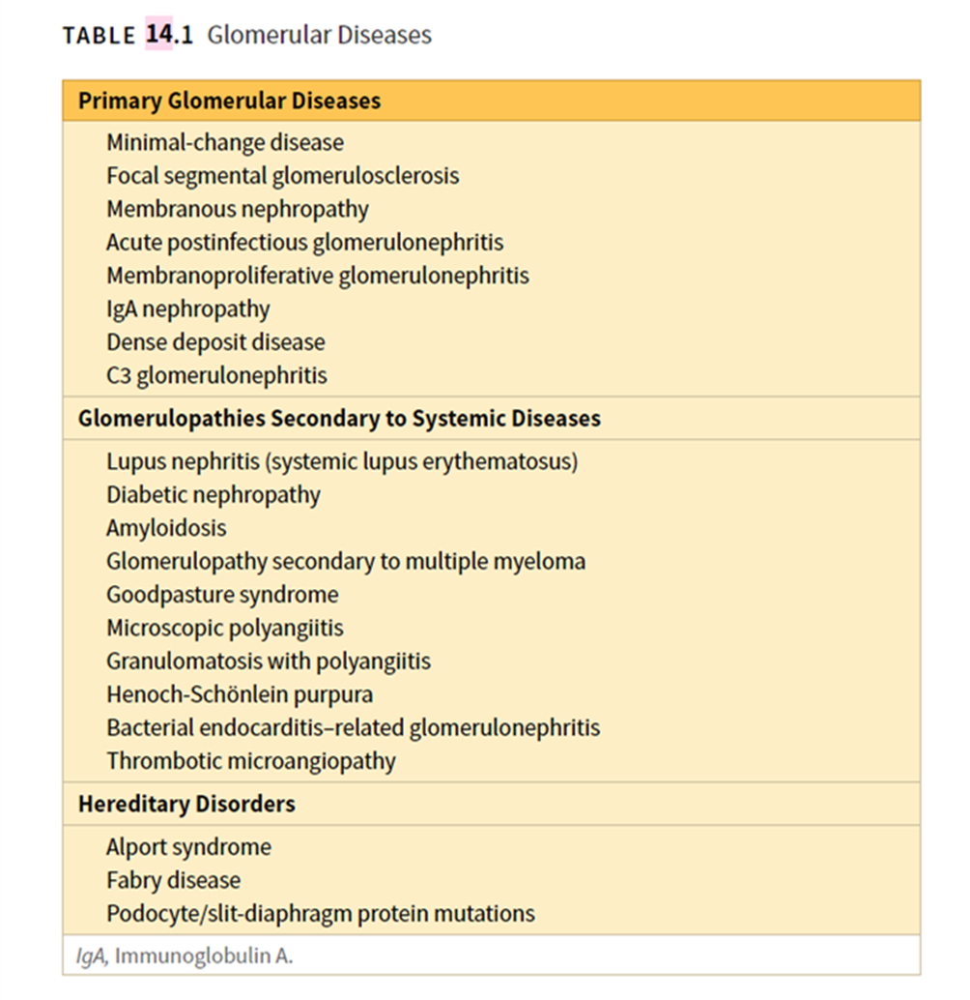 TABLE 14.1 Glomerular Diseases
Primary Glomerular Diseases
Minimal-change disease
Focal segmental glomerulosclerosis
Membranous nephropathy
Acute postinfectious glomerulonephritis
Membranoproliferative glomerulonephritis
IgA nephropathy
Dense deposit disease
C3 glomerulonephritis
Glomerulopathies Secondary to Systemic Diseases
Lupus nephritis (systemic lupus erythematosus)
Diabetic nephropathy
Amyloidosis
Glomerulopathy secondary to multiple myeloma
Goodpasture syndrome
Microscopic polyangiitis
Granulomatosis with polyangiitis
Henoch-Schönlein purpura
Bacterial endocarditis–related glomerulonephritis
Thrombotic microangiopathy
Hereditary Disorders
Alport syndrome
Fabry disease
Podocyte/slit-diaphragm protein mutations
IgA, Immunoglobulin A.